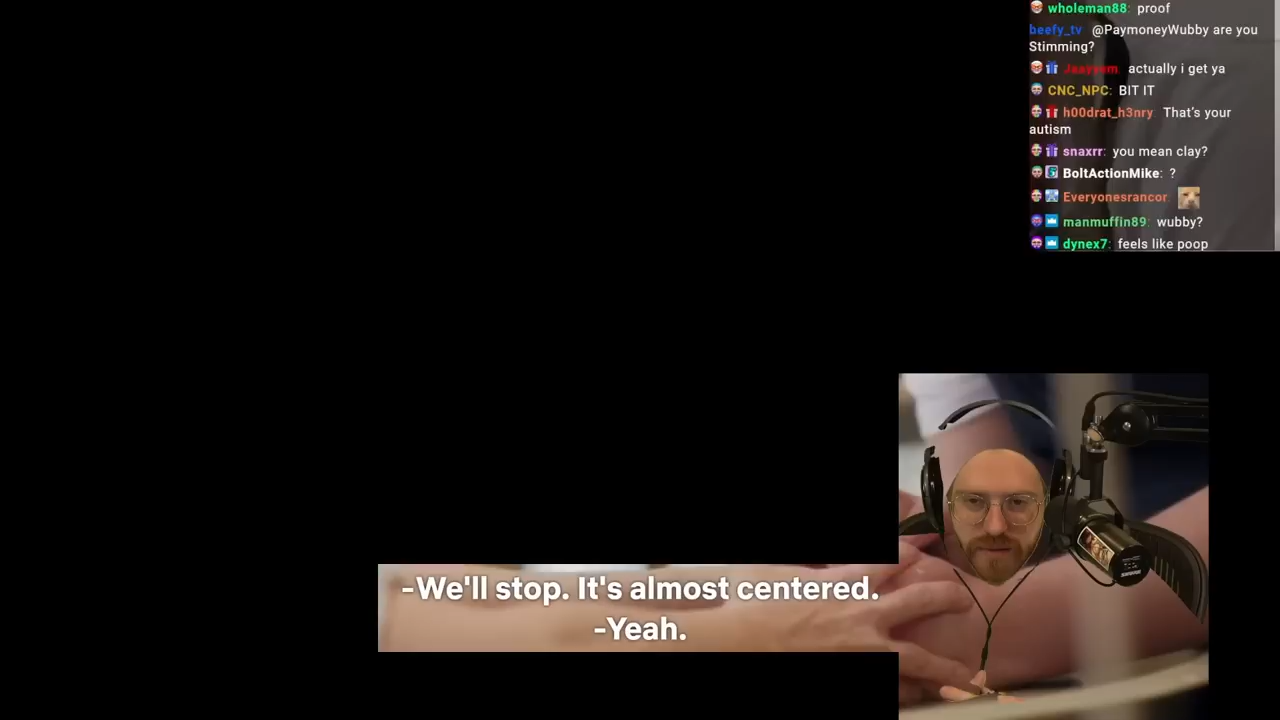 wholeman88: proof
beefy_tv @PaymoneyWubby are you
Stimming?
Jaayyem actually i get ya
CNC_NPC: BIT IT
h00drat_h3nry That's your
autism
snaxrr: you mean clay?
BoltActionMike: ?
Everyonesrancor
manmuffin89: wubby?
dynex7: feels like poop
-We'll stop. It's almost centered.
-Yeah.